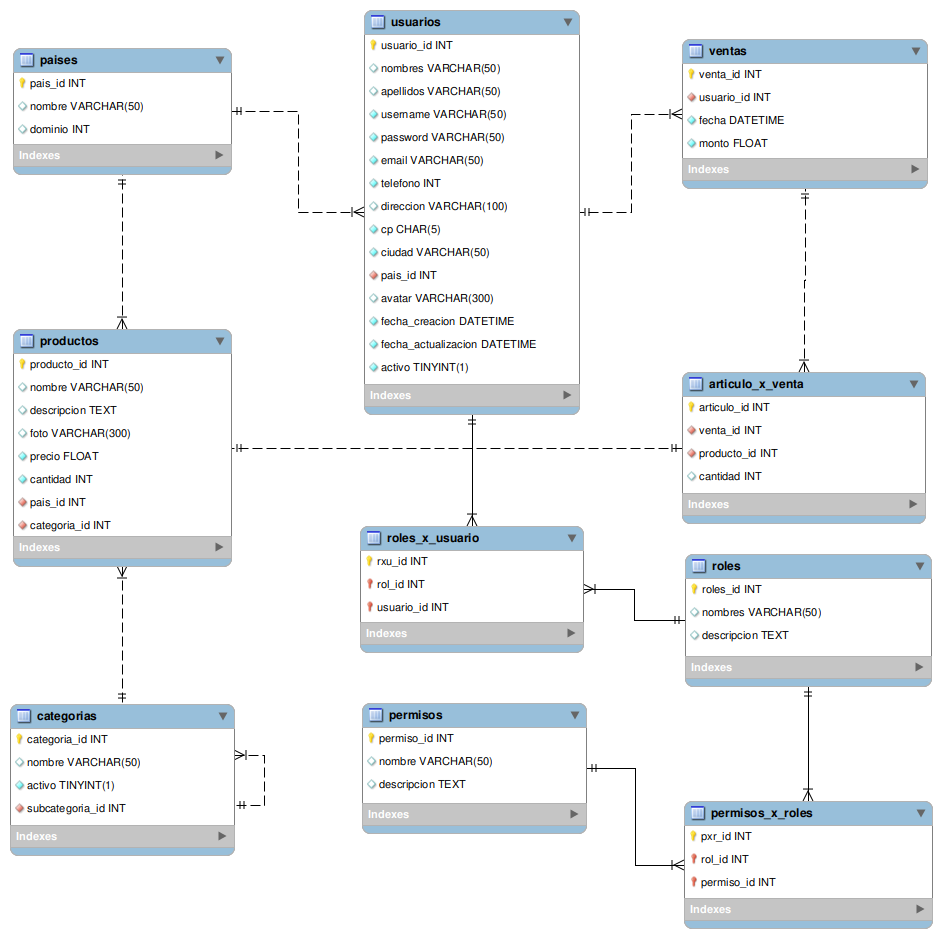 usuarios
usuario_id INT
nombres VARCHAR(50)
apellidos VARCHAR(50)
username VARCHAR(50)
password VARCHAR(50)
email VARCHAR(50)
telefono INT
direccion VARCHAR(100)
cp CHAR(5)
ciudad VARCHAR(50)
pais_id INT
avatar VARCHAR(300)
fecha_creacion DATETIME
fecha_actualizacion DATETIME
activo TINYINT(1)
Indexes
paises
pais_id INT
nombre VARCHAR(50)
dominio INT
Indexes
ventas
venta_id INT
usuario_id INT
fecha DATETIME
monto FLOAT
Indexes
productos
producto_id INT
nombre VARCHAR(50)
descripcion TEXT
foto VARCHAR(300)
precio FLOAT
cantidad INT
pais_id INT
categoria_id INT
Indexes
articulo_x_venta
articulo_id INT
venta_id INT
producto_id INT
cantidad INT
Indexes
roles_x_usuario
rxu_id INT
rol_id INT
usuario_id INT
Indexes
roles
roles_id INT
nombres VARCHAR(50)
descripcion TEXT
Indexes
categorias
categoria_id INT
nombre VARCHAR(50)
activo TINYINT(1)
subcategoria_id INT
Indexes
permisos
permiso_id INT
nombre VARCHAR(50)
descripcion TEXT
Indexes
permisos_x_roles
pxr_id INT
rol_id INT
permiso_id INT
Indexes